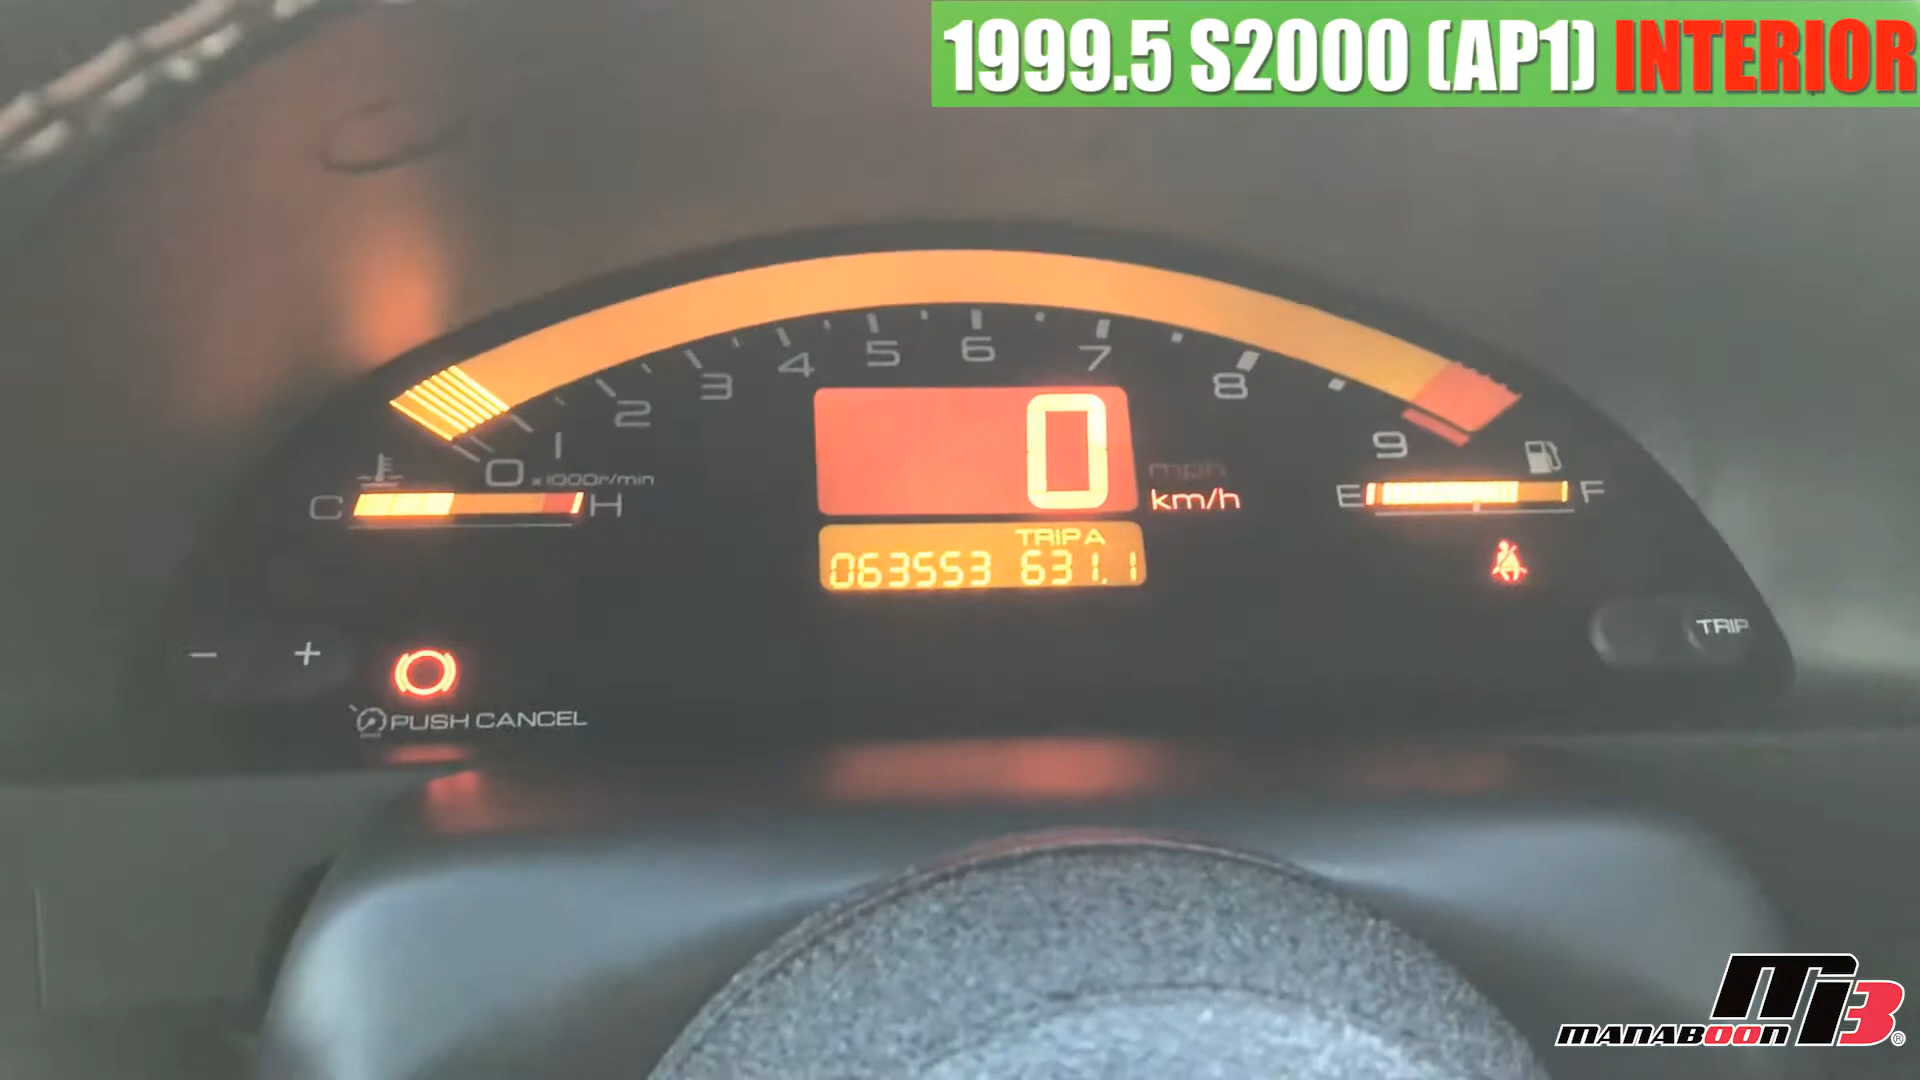 1999.5 S2000 (AP1) INTERIOR
0 1 2 3 4 5 6 7 8 9
x1000r/min
C H
0
mph
km/h
E F
TRIP A
063553 631.1
- +
TRIP
PUSH CANCEL
M3
MANABOON®